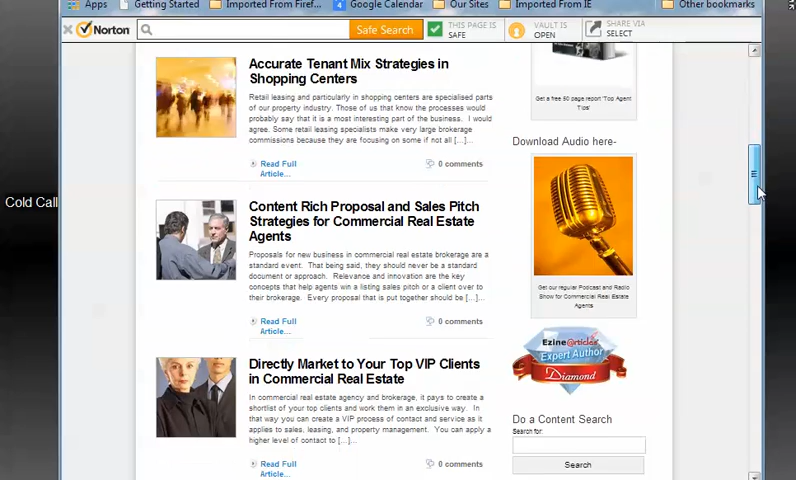 Apps Getting Started Imported From Firef... 4 Google Calendar Our Sites Imported From IE Other bookmarks
Norton Safe Search THIS PAGE IS SAFE VAULT IS OPEN SHARE VIA SELECT
Accurate Tenant Mix Strategies in
Shopping Centers
Retail leasing and particularly in shopping centers are specialised parts
of our property industry. Those of us that know the processes would
probably say that it is a most interesting part of the business. I would
agree. Some retail leasing specialists make very large brokerage
commissions because they are focusing on some if not all [...]
Read Full
Article...
0 comments
Cold Call
Content Rich Proposal and Sales Pitch
Strategies for Commercial Real Estate
Agents
Proposals for new business in commercial real estate brokerage are a
standard event. That being said, they should never be a standard
document or approach. Relevance and innovation are the key
concepts that help agents win a listing sales pitch or a client over to
their brokerage. Every proposal that is put together should be [...]
Read Full
Article...
0 comments
Directly Market to Your Top VIP Clients
in Commercial Real Estate
In commercial real estate agency and brokerage, it pays to create a
shortlist of your top clients and work them in an exclusive way. In
that way you can create a VIP process of contact and service as it
applies to sales, leasing, and property management. You can apply a
higher level of contact to [...]
Read Full
Article...
0 comments
Get a free 50 page report 'Top Agent
Tips'
Download Audio here-
Get our regular Podcast and Radio
Show for Commercial Real Estate
Agents
Ezine@rticles
Expert Author
Diamond
Do a Content Search
Search for:
Search